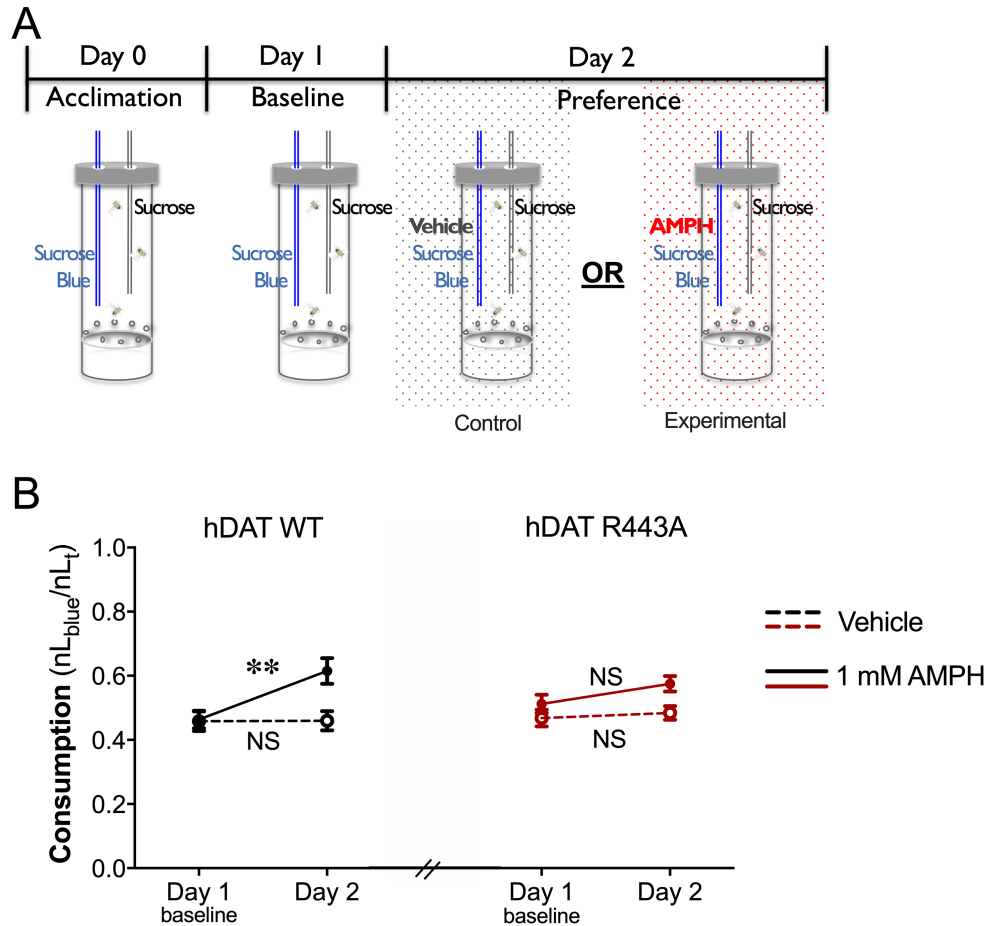 A
Day 0
Day 1
Day 2
Acclimation
Baseline
Preference
Sucrose
Sucrose
Blue
Sucrose
Sucrose
Blue
Sucrose
Vehicle
Sucrose
Blue
OR
Sucrose
AMPH
Sucrose
Blue
Control
Experimental
B
hDAT WT
hDAT R443A
Consumption (nLblue/nLt)
1.0
0.8
0.6
0.4
0.2
0.0
**
NS
NS
NS
Vehicle
1 mM AMPH
Day 1
baseline
Day 2
Day 1
baseline
Day 2